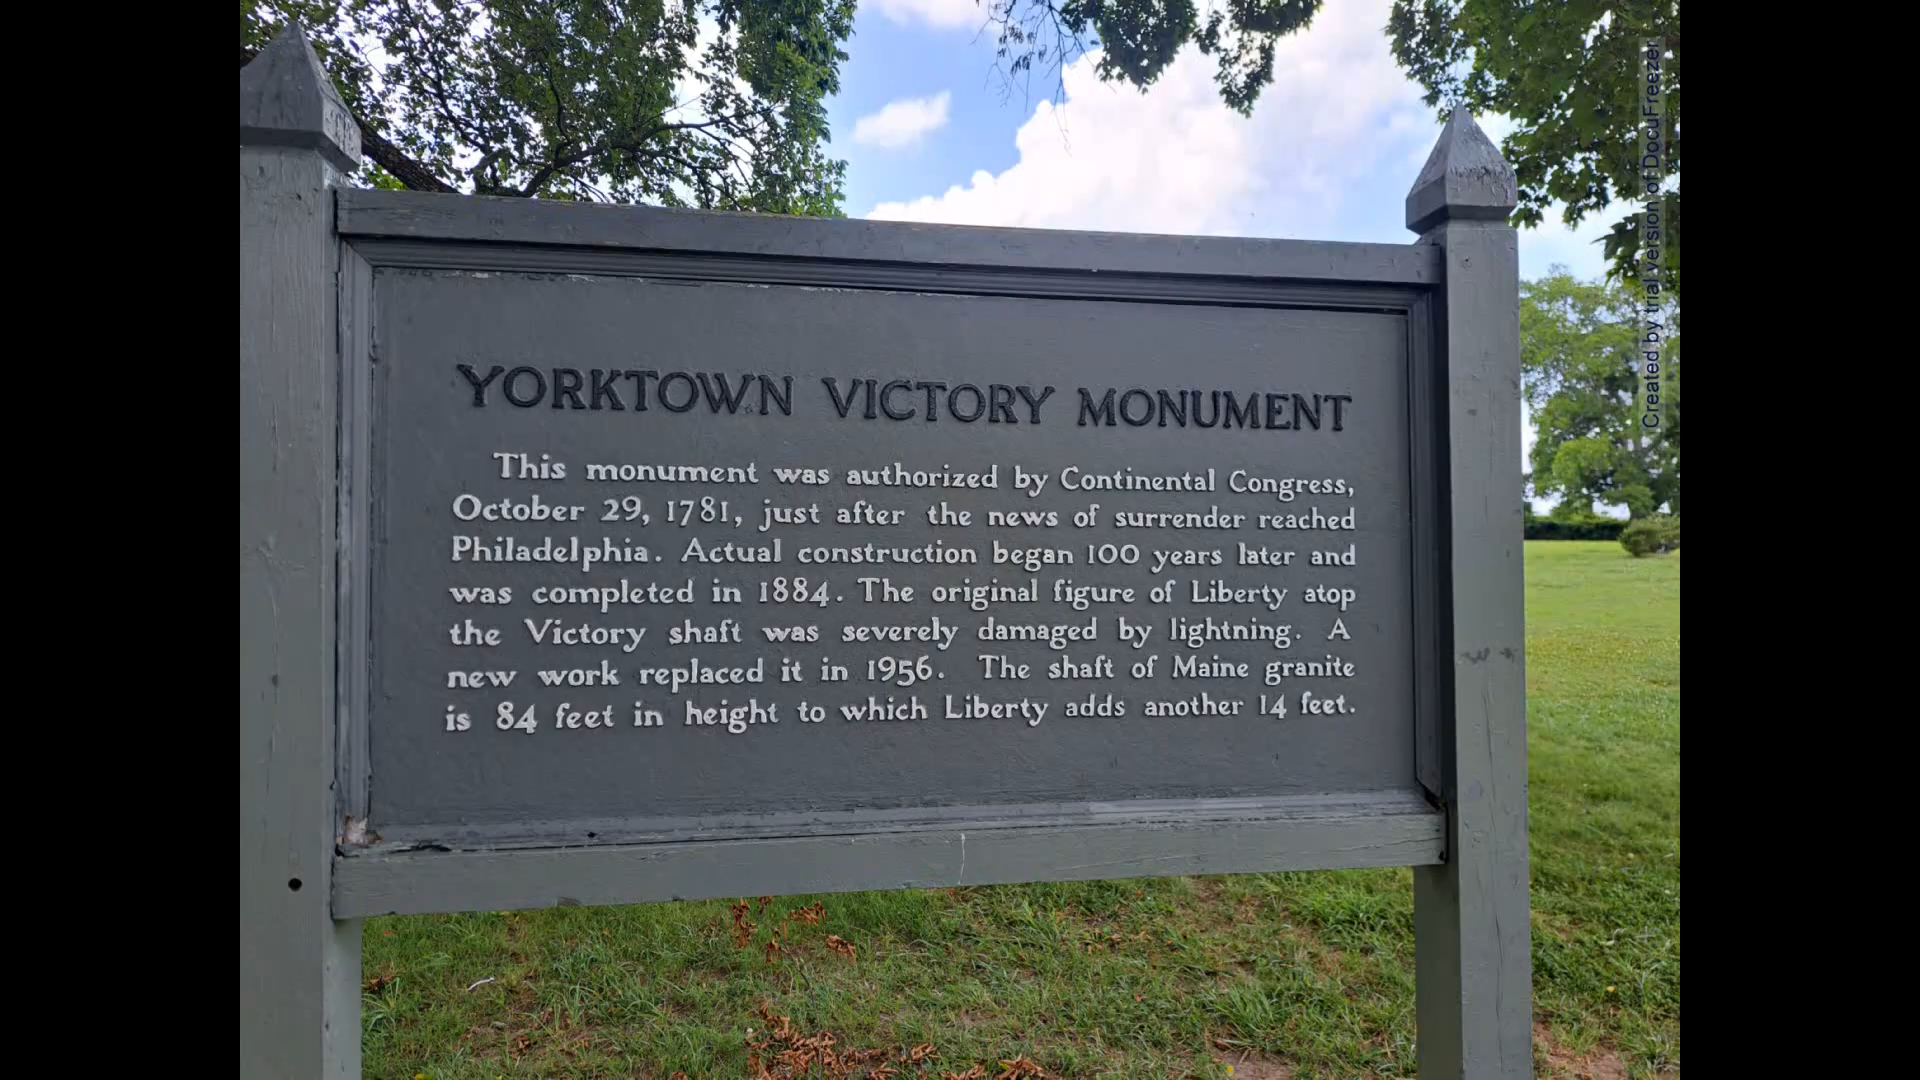 YORKTOWN VICTORY MONUMENT
This monument was authorized by Continental Congress,
October 29, 1781, just after the news of surrender reached
Philadelphia. Actual construction began 100 years later and
was completed in 1884. The original figure of Liberty atop
the Victory shaft was severely damaged by lightning. A
new work replaced it in 1956. The shaft of Maine granite
is 84 feet in height to which Liberty adds another 14 feet.
Created by trial version of DocuFreezer